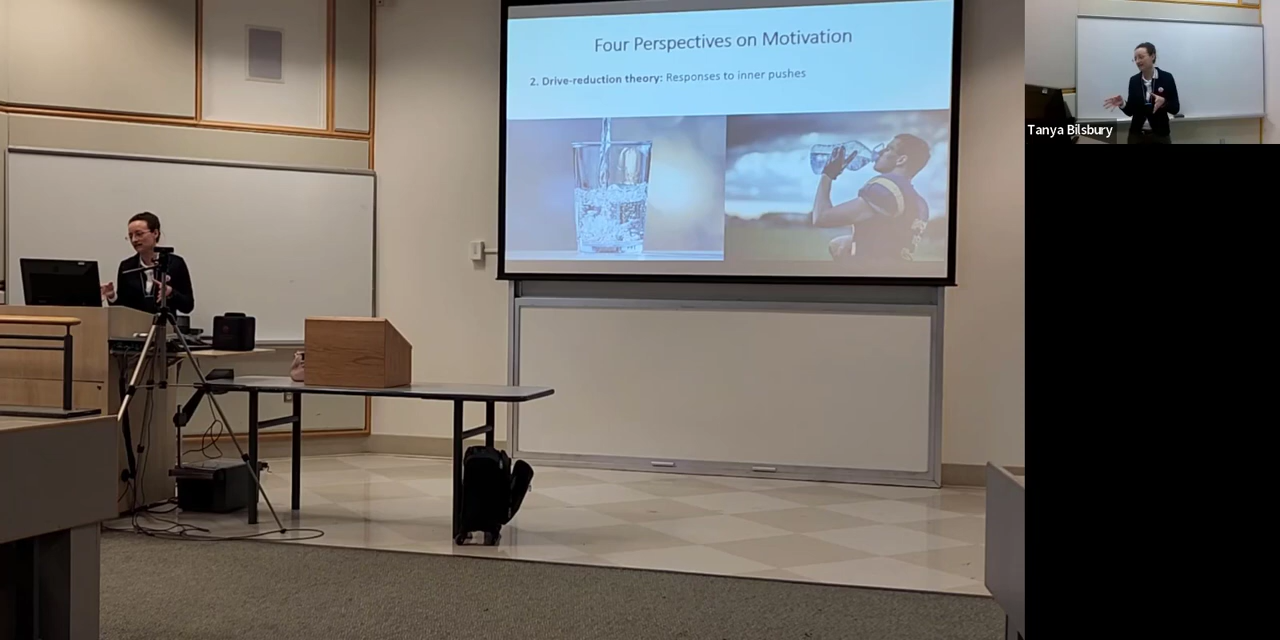 Four Perspectives on Motivation
2. Drive-reduction theory: Responses to inner pushes
Tanya Bilsbury